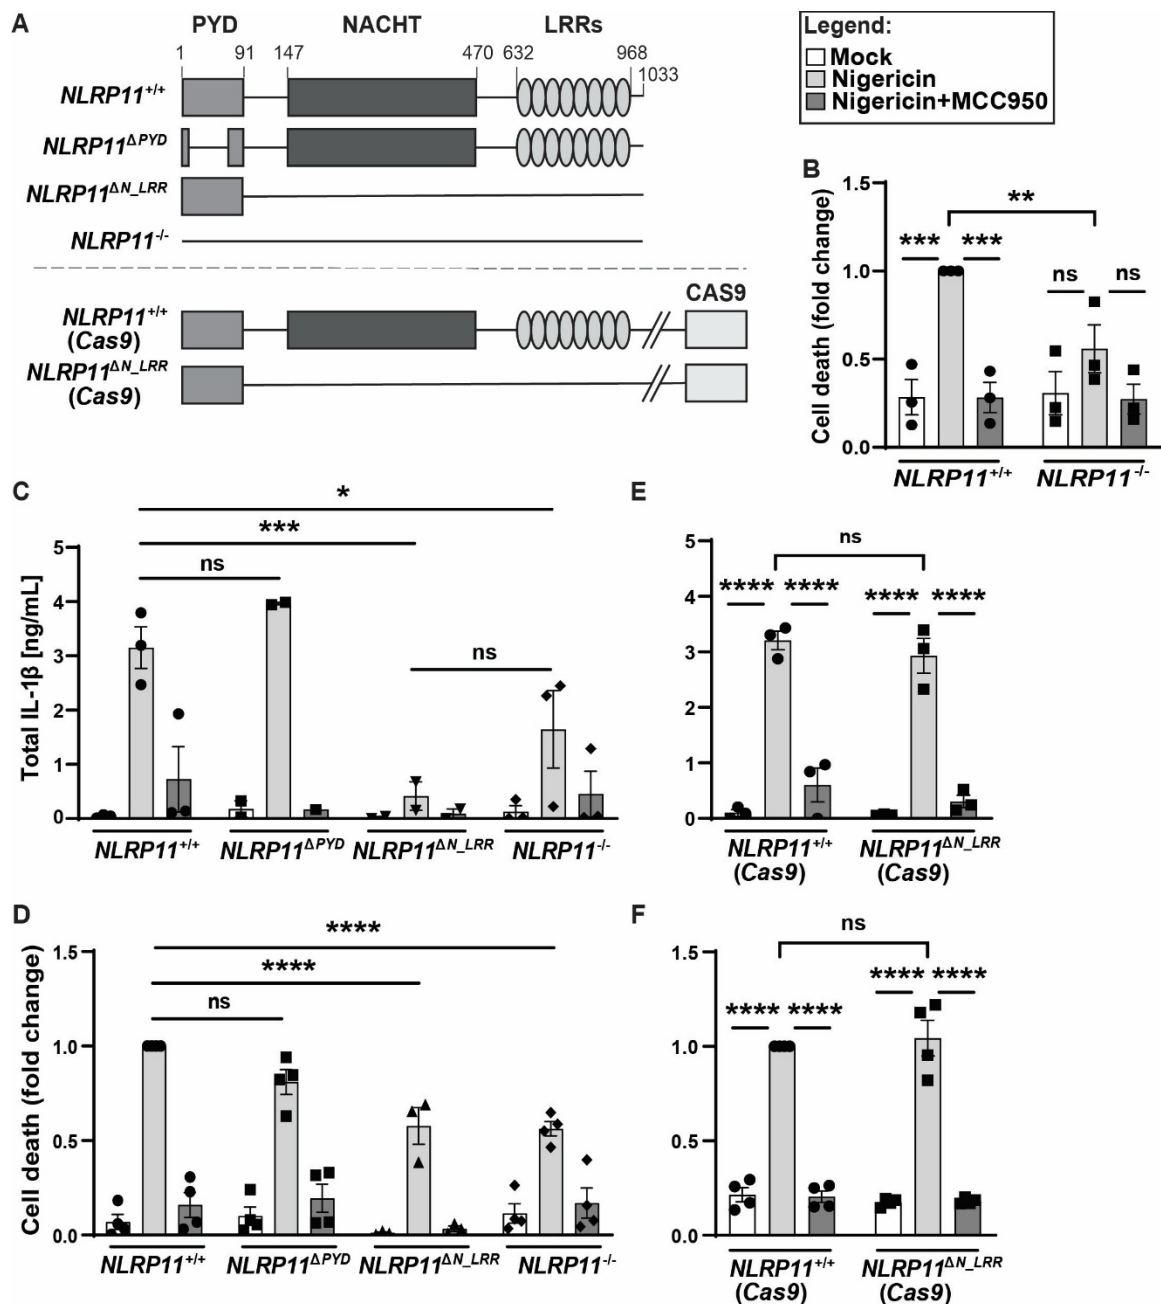 A
PYD NACHT LRRs
1 91 147 470 632 968
1033
NLRP11+/+
NLRP11ΔPYD
NLRP11ΔN_LRR
NLRP11-/-
CAS9
NLRP11+/+
(Cas9)
NLRP11ΔN_LRR
(Cas9)
Legend:
Mock
Nigericin
Nigericin+MCC950
B
Cell death (fold change)
1.5
1.0
0.5
0.0
**
*** ***
ns ns
NLRP11+/+ NLRP11-/-
C
Total IL-1β [ng/mL]
5
4
3
2
1
0
*
***
ns
ns
NLRP11+/+ NLRP11ΔPYD NLRP11ΔN_LRR NLRP11-/-
E
5
4
3
2
1
0
ns
**** **** **** ****
NLRP11+/+ NLRP11ΔN_LRR
(Cas9) (Cas9)
D
Cell death (fold change)
1.5
1.0
0.5
0.0
****
****
ns
NLRP11+/+ NLRP11ΔPYD NLRP11ΔN_LRR NLRP11-/-
F
1.5
1.0
0.5
0.0
ns
**** ****
**** ****
NLRP11+/+ NLRP11ΔN_LRR
(Cas9) (Cas9)